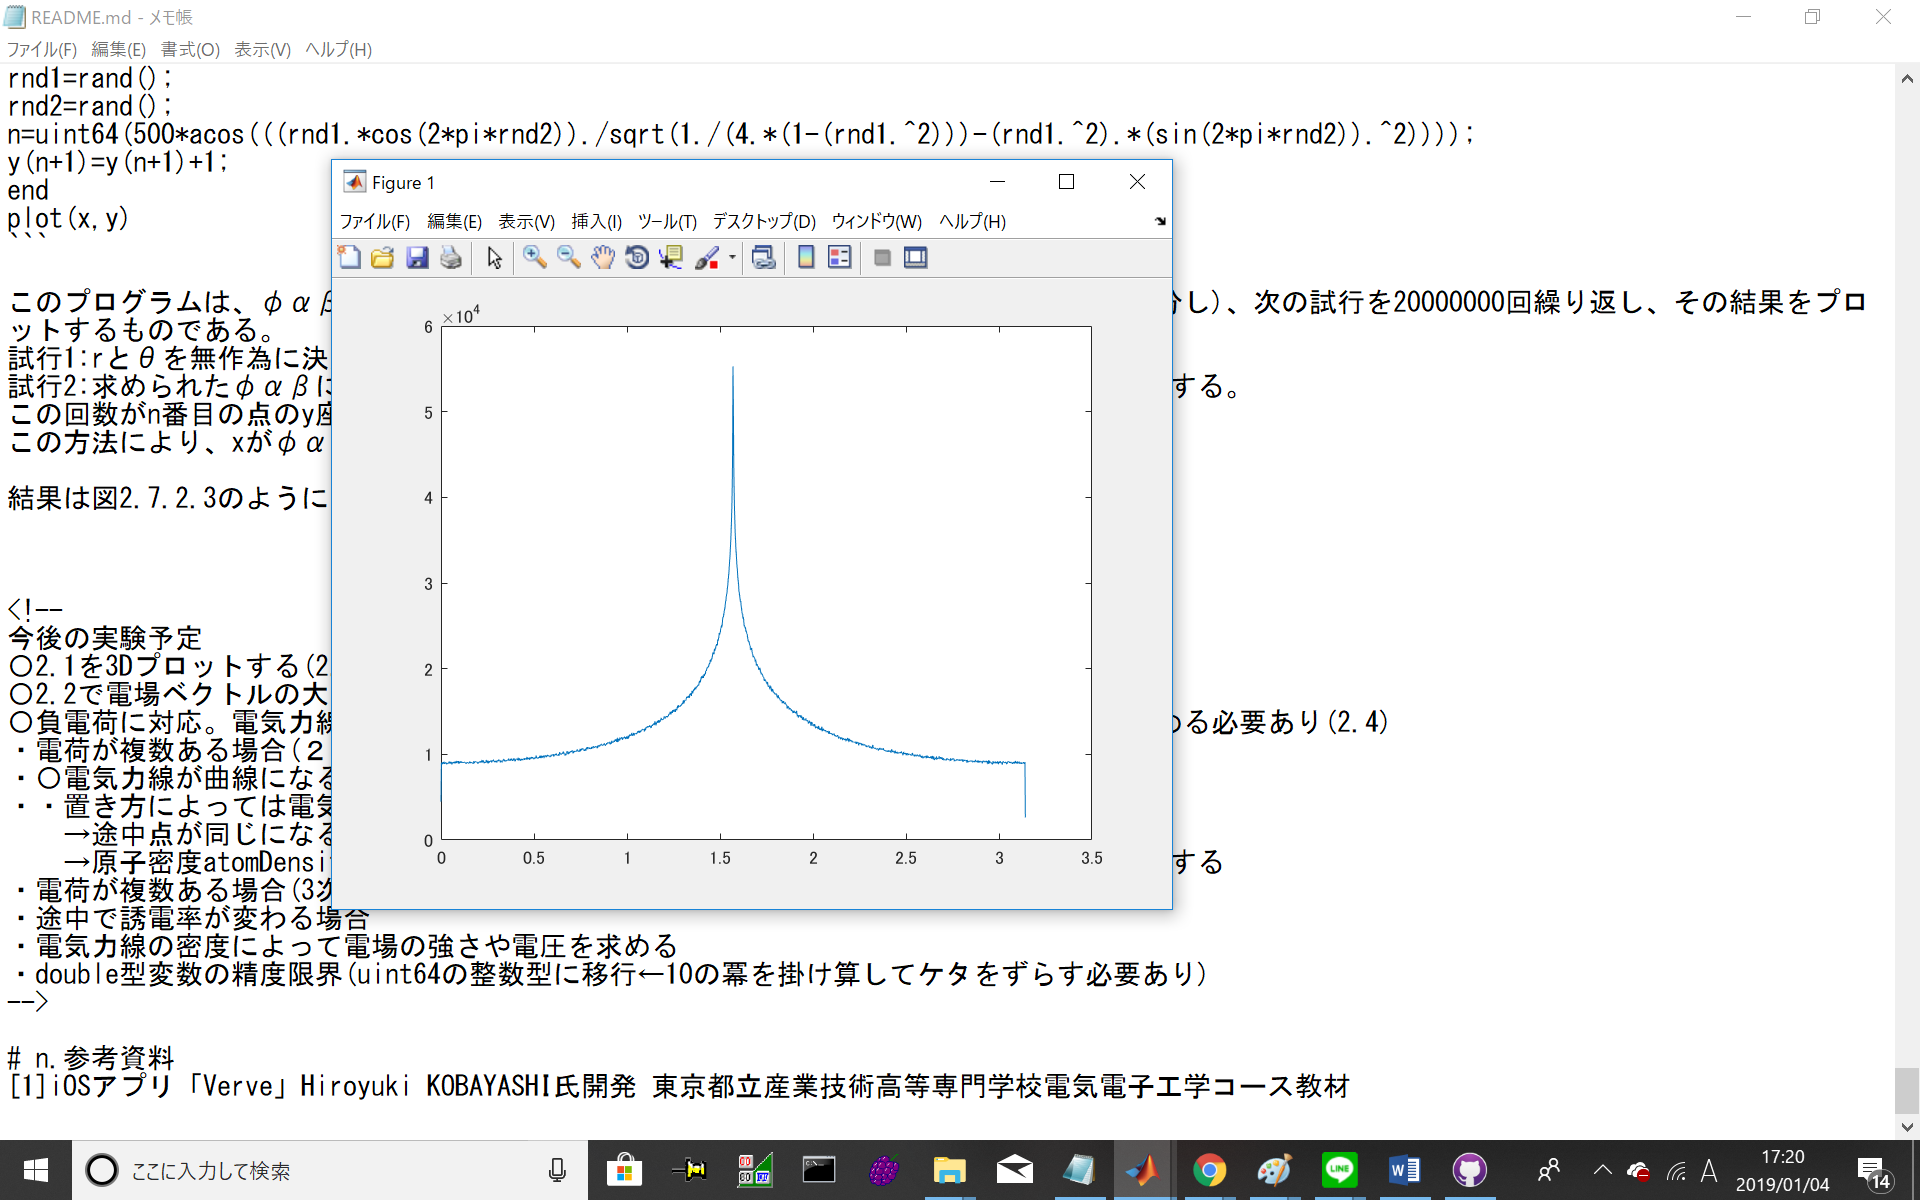 README.md - メモ帳
ファイル(F) 編集(E) 書式(O) 表示(V) ヘルプ(H)
rnd1=rand();
rnd2=rand();
n=uint64(500*acos(((rnd1.*cos(2*pi*rnd2))./sqrt(1./(4.*(1-(rnd1.^2)))-(rnd1.^2).*(sin(2*pi*rnd2)).^2))));
y(n+1)=y(n+1)+1;
end
plot(x,y)
```
このプログラムは、φαβ
し)、次の試行を20000000回繰り返し、その結果をプロ
ットするものである。
試行1:rとθを無作為に決
試行2:求められたφαβに
する。
この回数がn番目の点のy座
この方法により、xがφα
結果は図2.7.2.3のように
<!--
今後の実験予定
〇2.1を3Dプロットする(2
〇2.2で電場ベクトルの大
〇負電荷に対応。電気力線
める必要あり(2.4)
・電荷が複数ある場合(２
・〇電気力線が曲線になる
・・置き方によっては電気
→途中点が同じになる
→原子密度atomDensi
する
・電荷が複数ある場合(3次
・途中で誘電率が変わる場合
・電気力線の密度によって電場の強さや電圧を求める
・double型変数の精度限界(uint64の整数型に移行←10の冪を掛け算してケタをずらす必要あり)
-->
# n.参考資料
[1]iOSアプリ「Verve」Hiroyuki KOBAYASHI氏開発 東京都立産業技術高等専門学校電気電子工学コース教材
Figure 1
ファイル(F) 編集(E) 表示(V) 挿入(I) ツール(T) デスクトップ(D) ウィンドウ(W) ヘルプ(H)
×10⁴
6
5
4
3
2
1
0
0 0.5 1 1.5 2 2.5 3 3.5
ここに入力して検索
LINE
A
17:20
2019/01/04
14